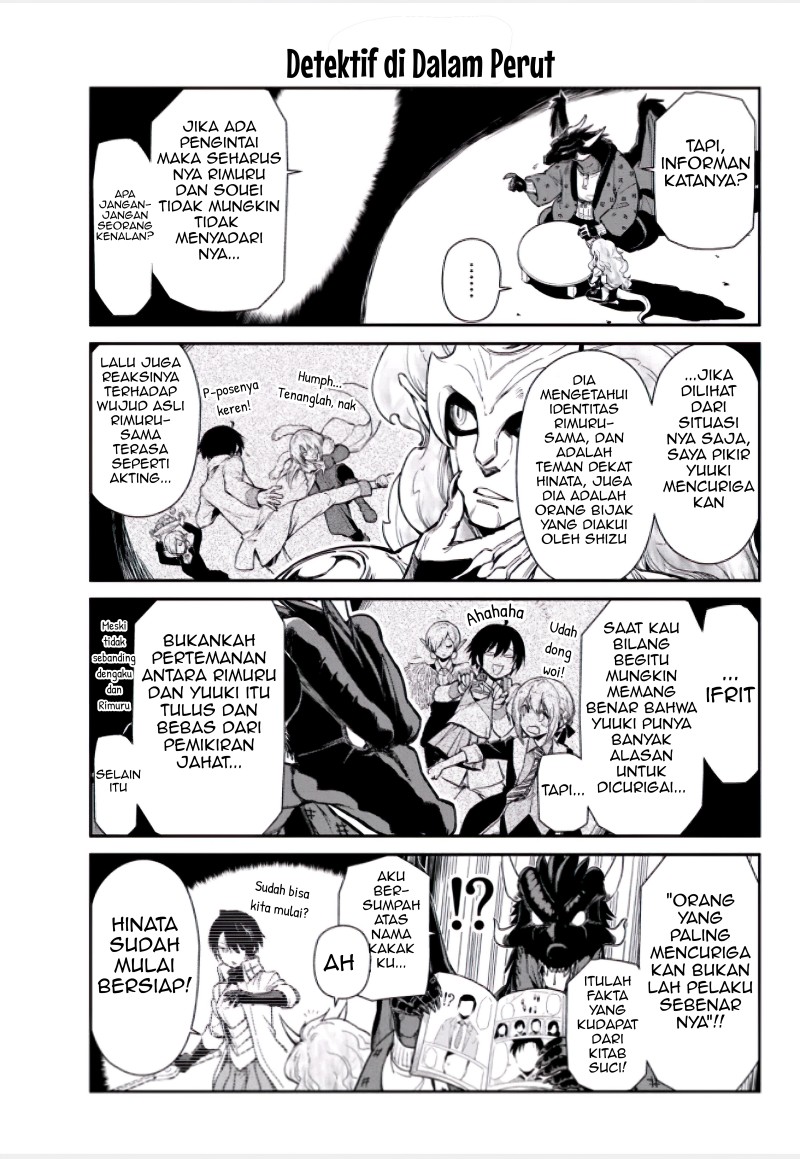 Detektif di Dalam Perut
TAPI,
INFORMAN
KATANYA?
......
JIKA ADA
PENGINTAI
MAKA SEHARUS
NYA RIMURU
DAN SOUEI
TIDAK MUNGKIN
TIDAK
MENYADARI
NYA...
APA
JANGAN-
JANGAN
SEORANG
KENALAN?
...JIKA
DILIHAT
DARI
SITUASI
NYA SAJA,
SAYA PIKIR
YUUKI
MENCURIGA
KAN
DIA
MENGETAHUI
IDENTITAS
RIMURU-
SAMA, DAN
ADALAH
TEMAN DEKAT
HINATA, JUGA
DIA ADALAH
ORANG BIJAK
YANG DIAKUI
OLEH SHIZU
Humph...
Tenanglah, nak
P-posenya
keren!
LALU JUGA
REAKSINYA
TERHADAP
WUJUD ASLI
RIMURU-
SAMA
TERASA
SEPERTI
AKTING...
...
IFRIT
SAAT KAU
BILANG
BEGITU
MUNGKIN
MEMANG
BENAR BAHWA
YUUKI PUNYA
BANYAK
ALASAN
UNTUK
DICURIGAI...
TAPI...
Udah
dong
woi!
Ahahaha
BUKANKAH
PERTEMANAN
ANTARA RIMURU
DAN YUUKI ITU
TULUS DAN
BEBAS DARI
PEMIKIRAN
JAHAT...
Meski
tidak
sebanding
dengaku
dan
Rimuru
SELAIN
ITU
"ORANG
YANG
PALING
MENCURIGA
KAN BUKAN
LAH PELAKU
SEBENAR
NYA"!!
ITULAH
FAKTA
YANG
KUDAPAT
DARI
KITAB
SUCI!
!?
!?
AKU
BER-
SUMPAH
ATAS
NAMA
KAKAK
KU...
AH
Sudah bisa
kita mulai?
HINATA
SUDAH
MULAI
BERSIAP!